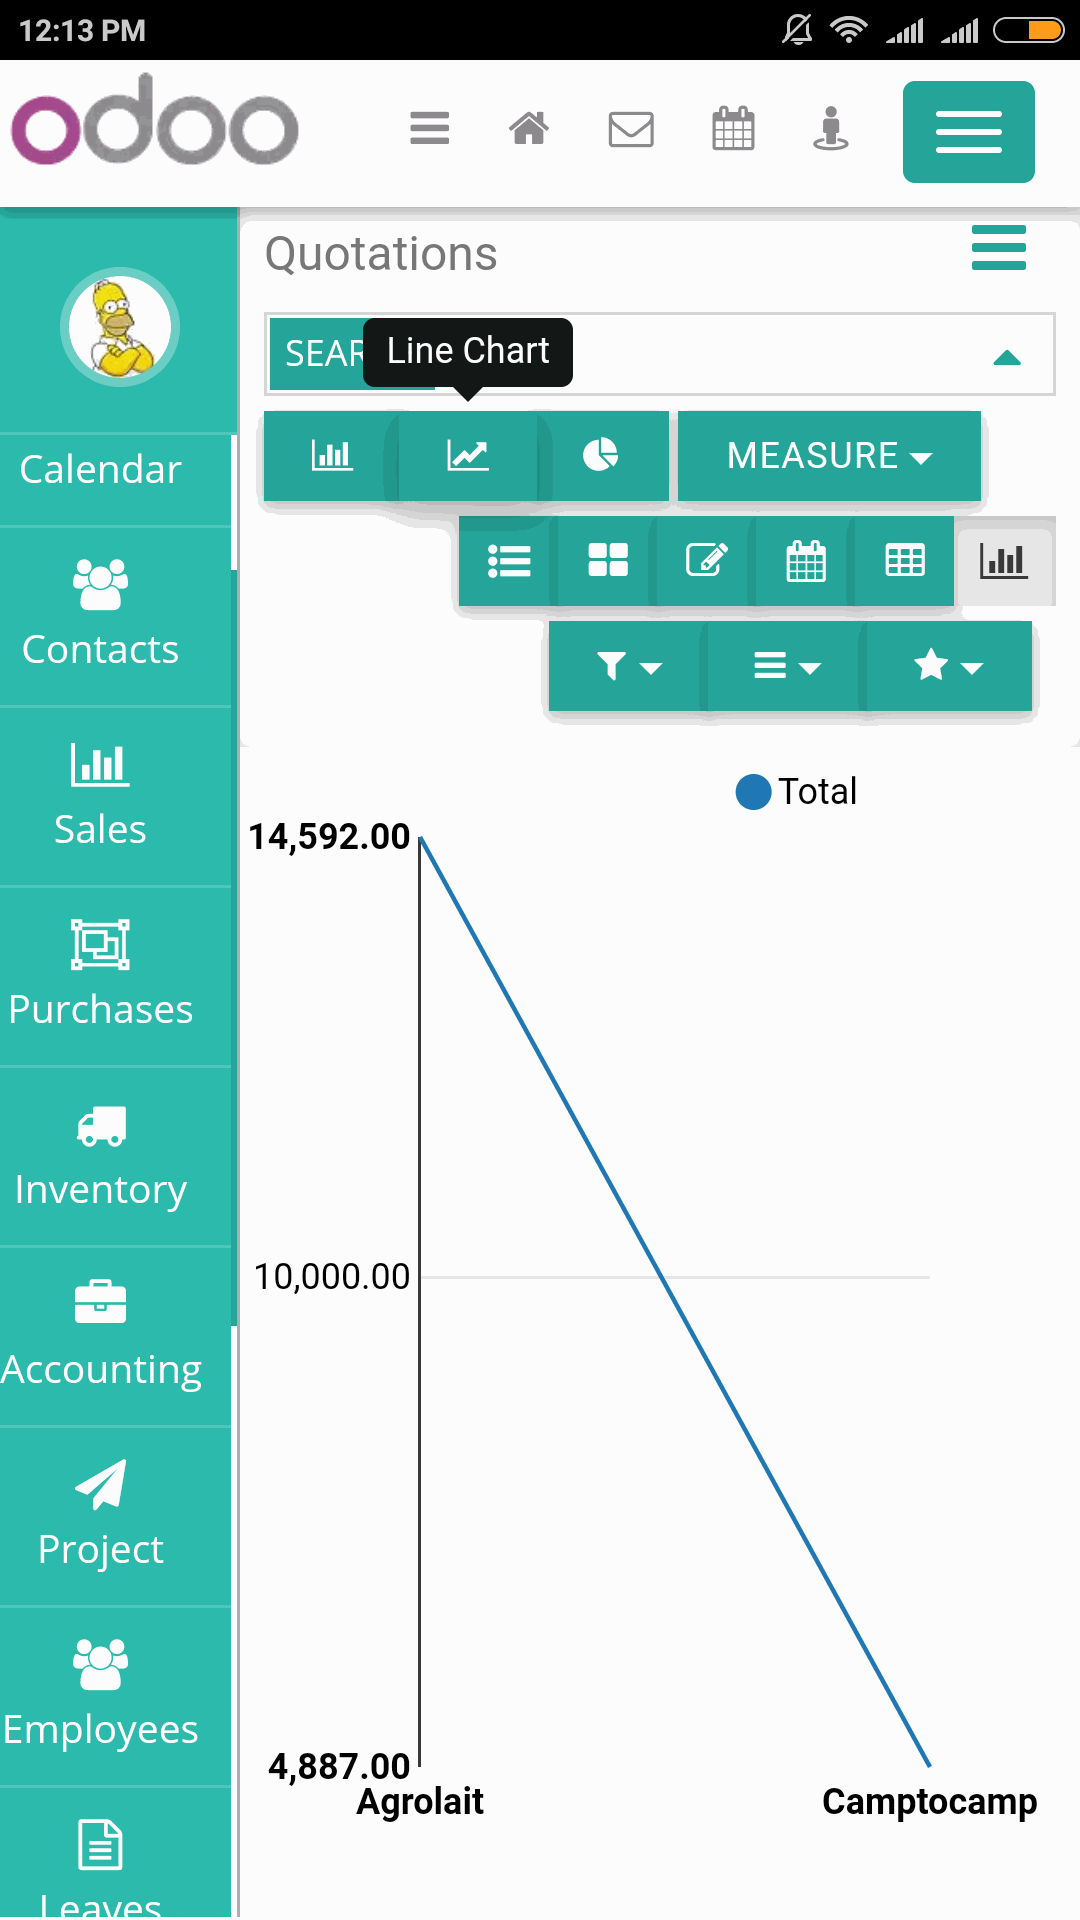 12:13 PM
odoo
Quotations
SEAR
Line Chart
MEASURE
Calendar
Contacts
Sales
Purchases
Inventory
Accounting
Project
Employees
Leaves
Total
14,592.00
10,000.00
4,887.00
Agrolait Camptocamp